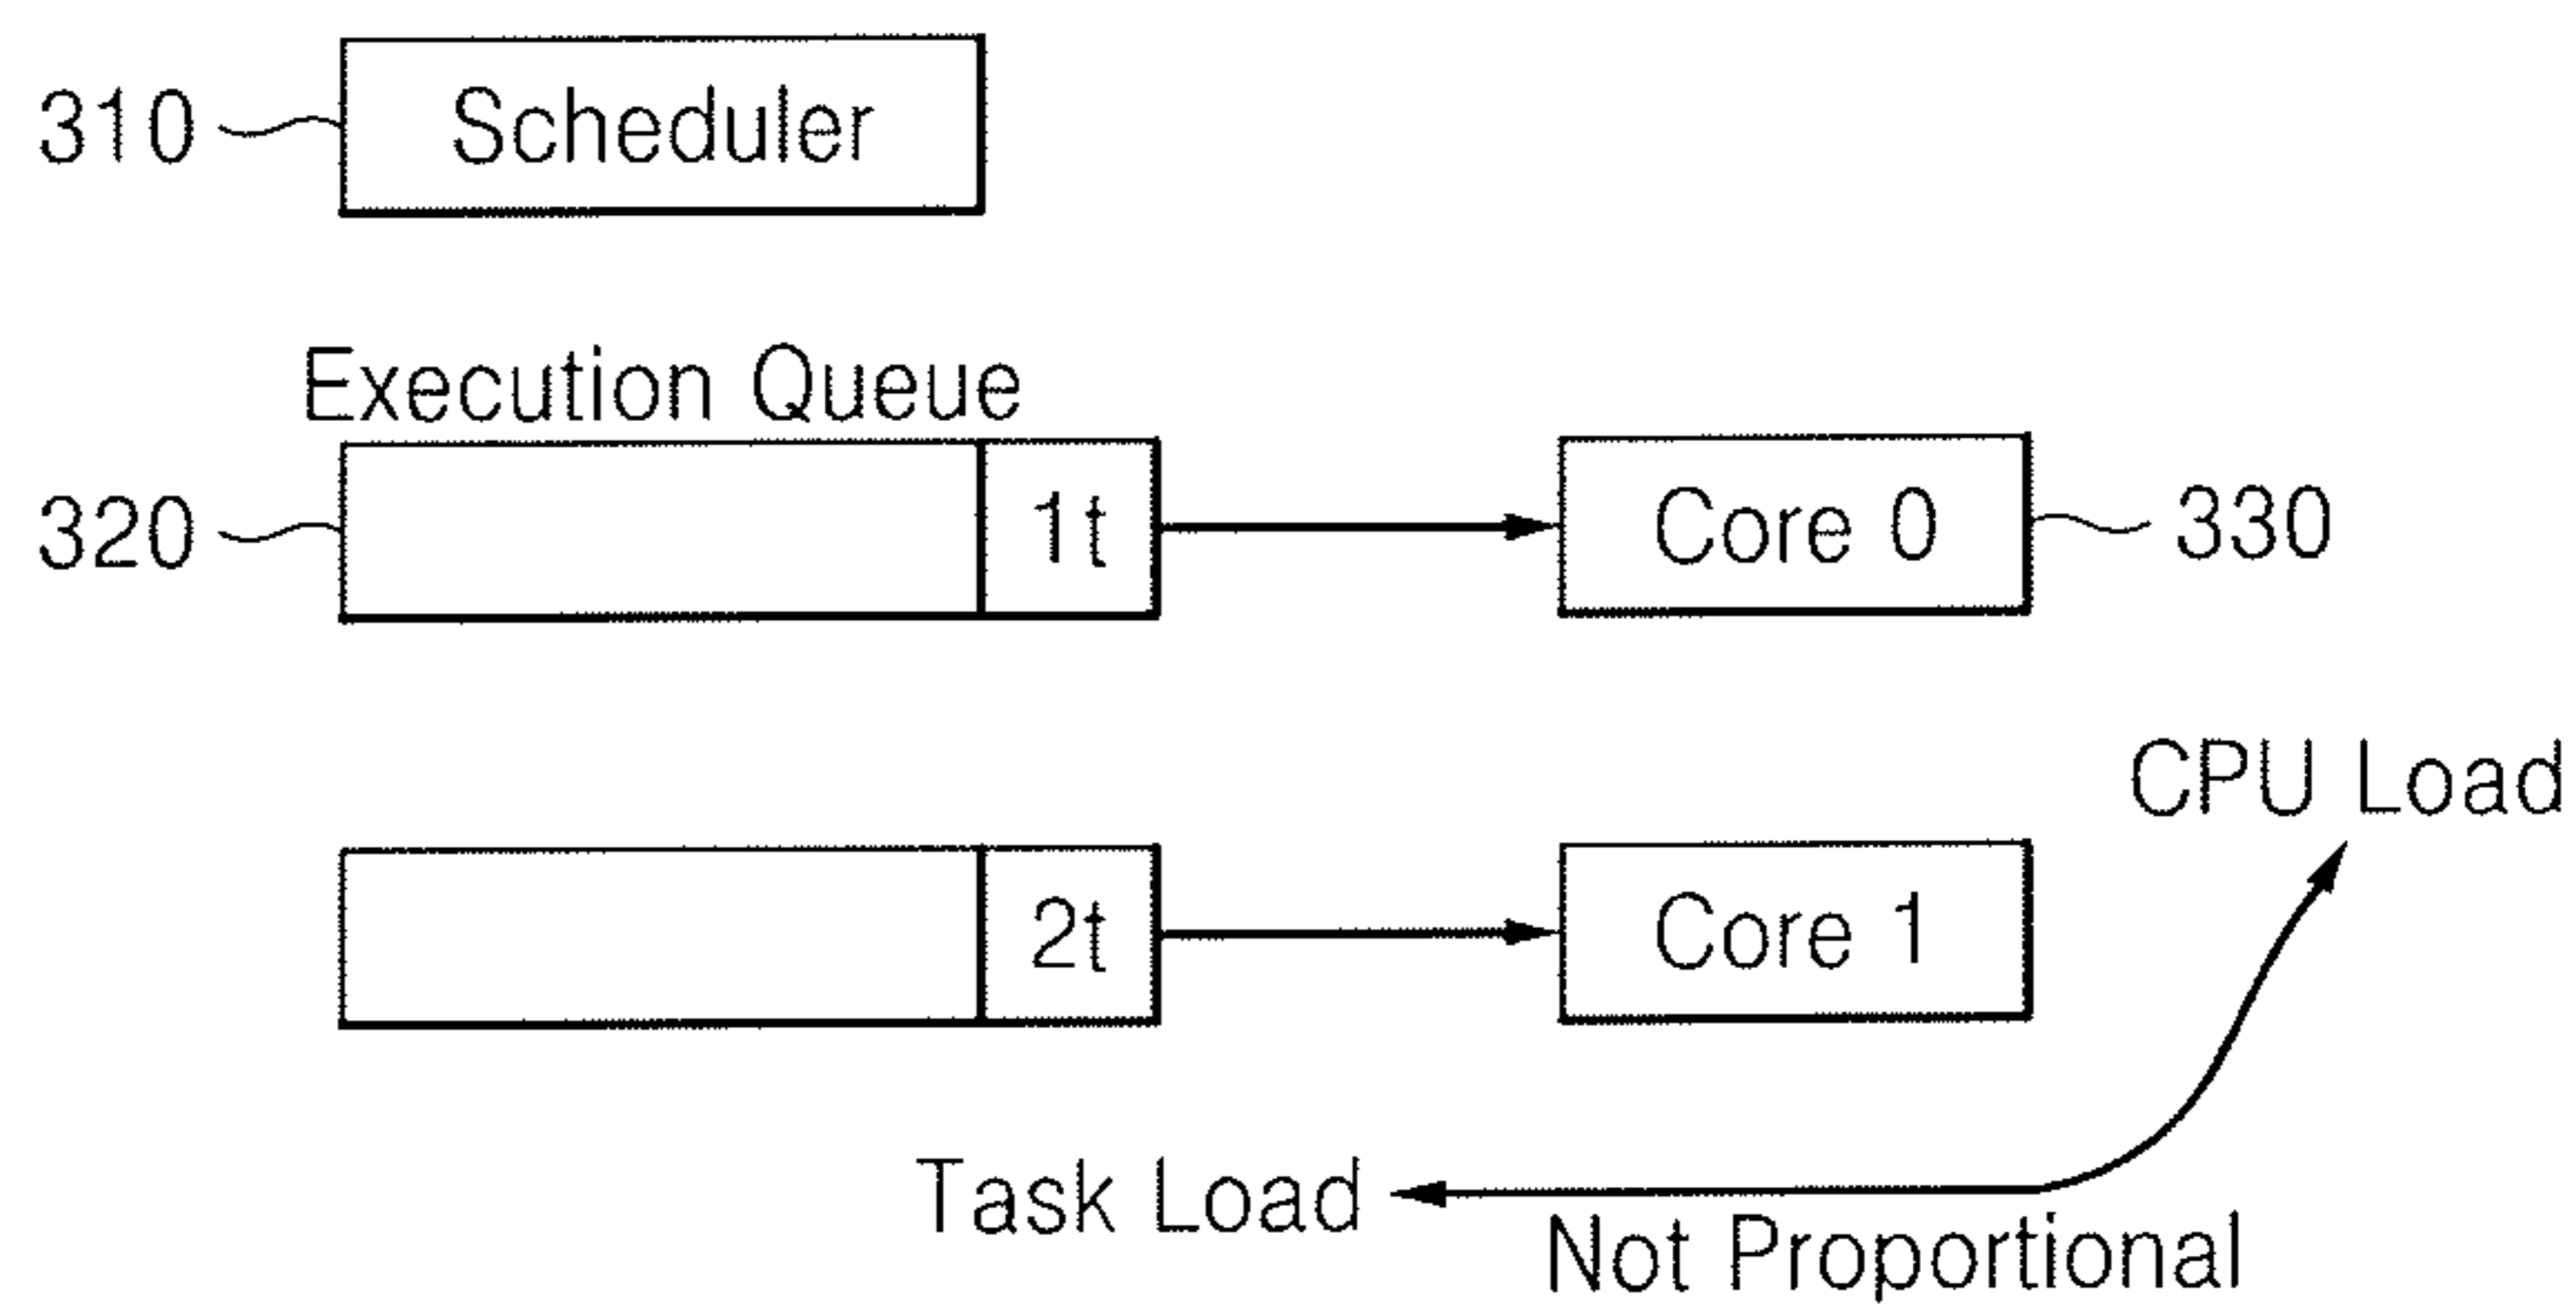 310 Scheduler
Execution Queue
320 1t Core 0 330
CPU Load
2t Core 1
Task Load
Not Proportional